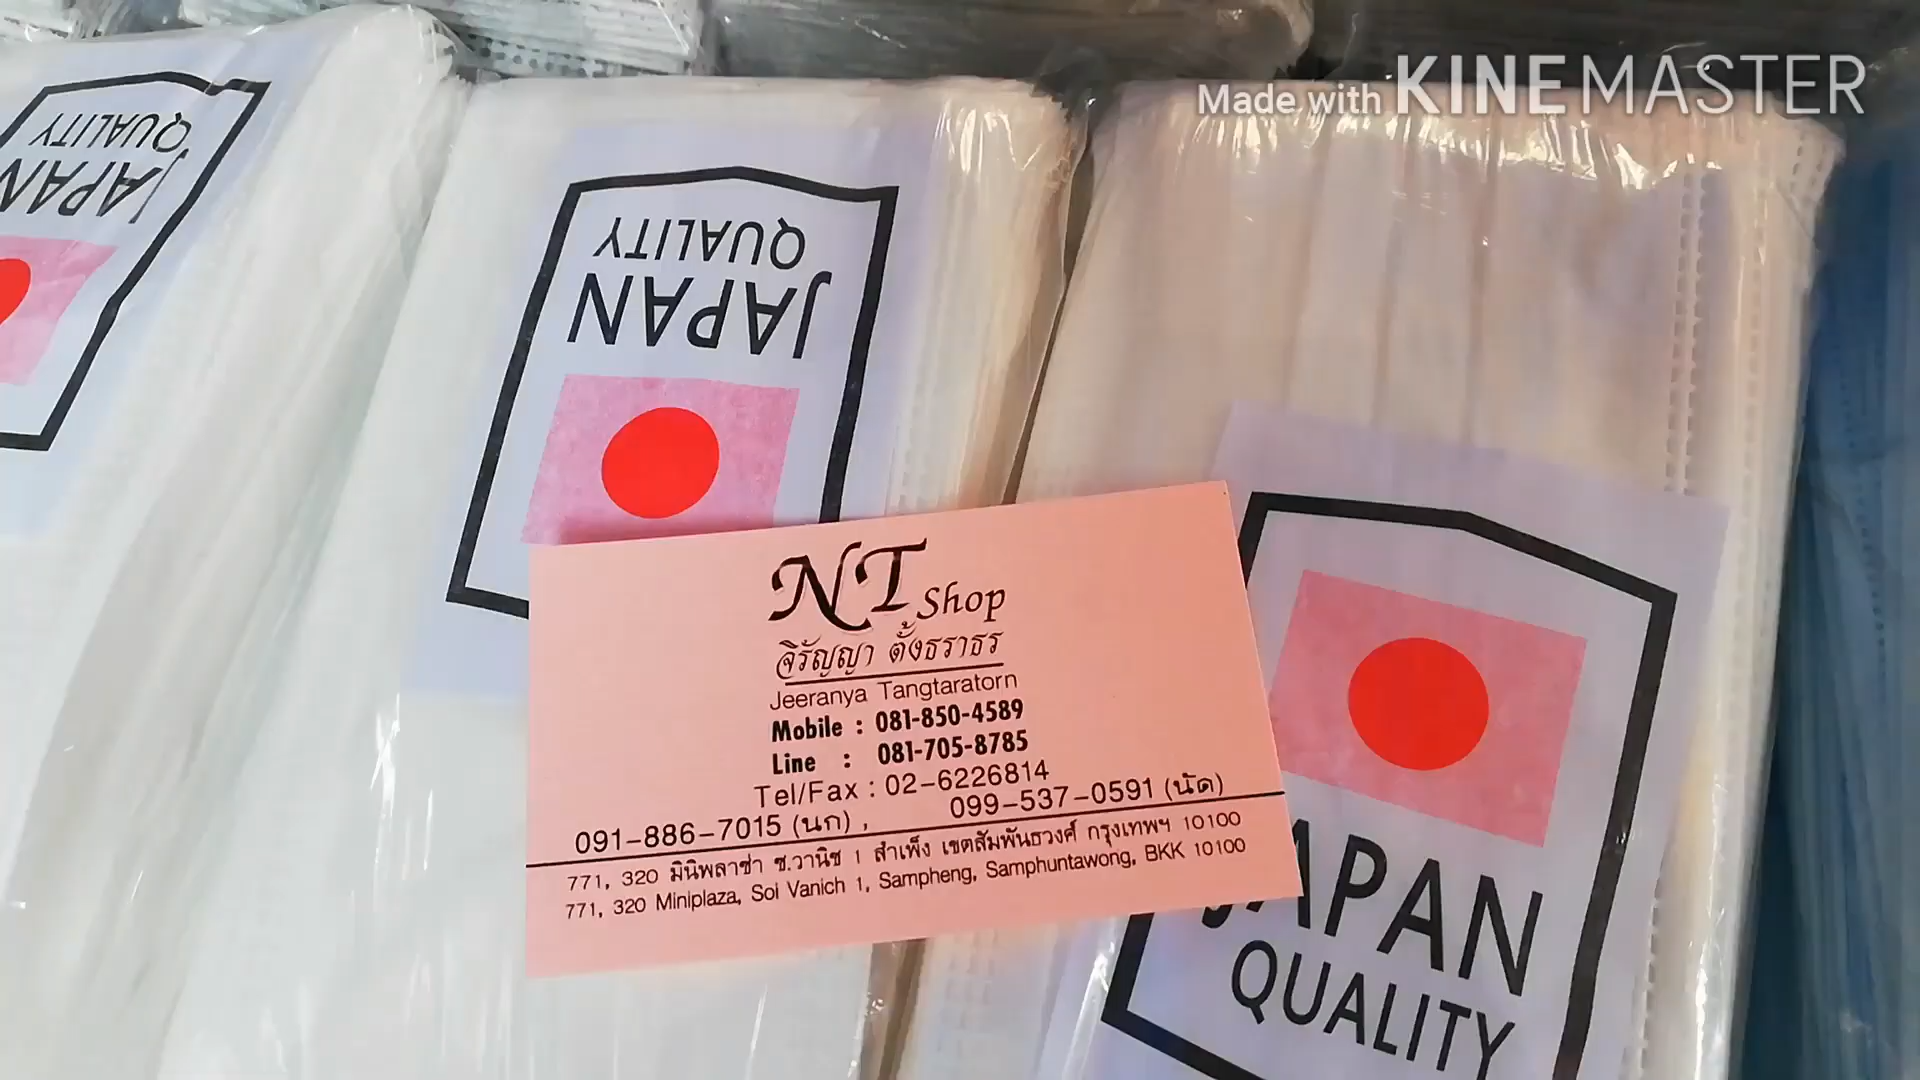 Made with KINEMASTER
JAPAN
QUALITY
JAPAN
QUALITY
NT Shop
จิรัญญา ตั้งธราธร
Jeeranya Tangtaratorn
Mobile : 081-850-4589
Line : 081-705-8785
Tel/Fax : 02-6226814
091-886-7015 (นก) , 099-537-0591 (นัด)
771, 320 มินิพลาซ่า ซ.วานิช 1 สำเพ็ง เขตสัมพันธวงศ์ กรุงเทพฯ 10100
771, 320 Miniplaza, Soi Vanich 1, Sampheng, Samphuntawong, BKK 10100
JAPAN
QUALITY